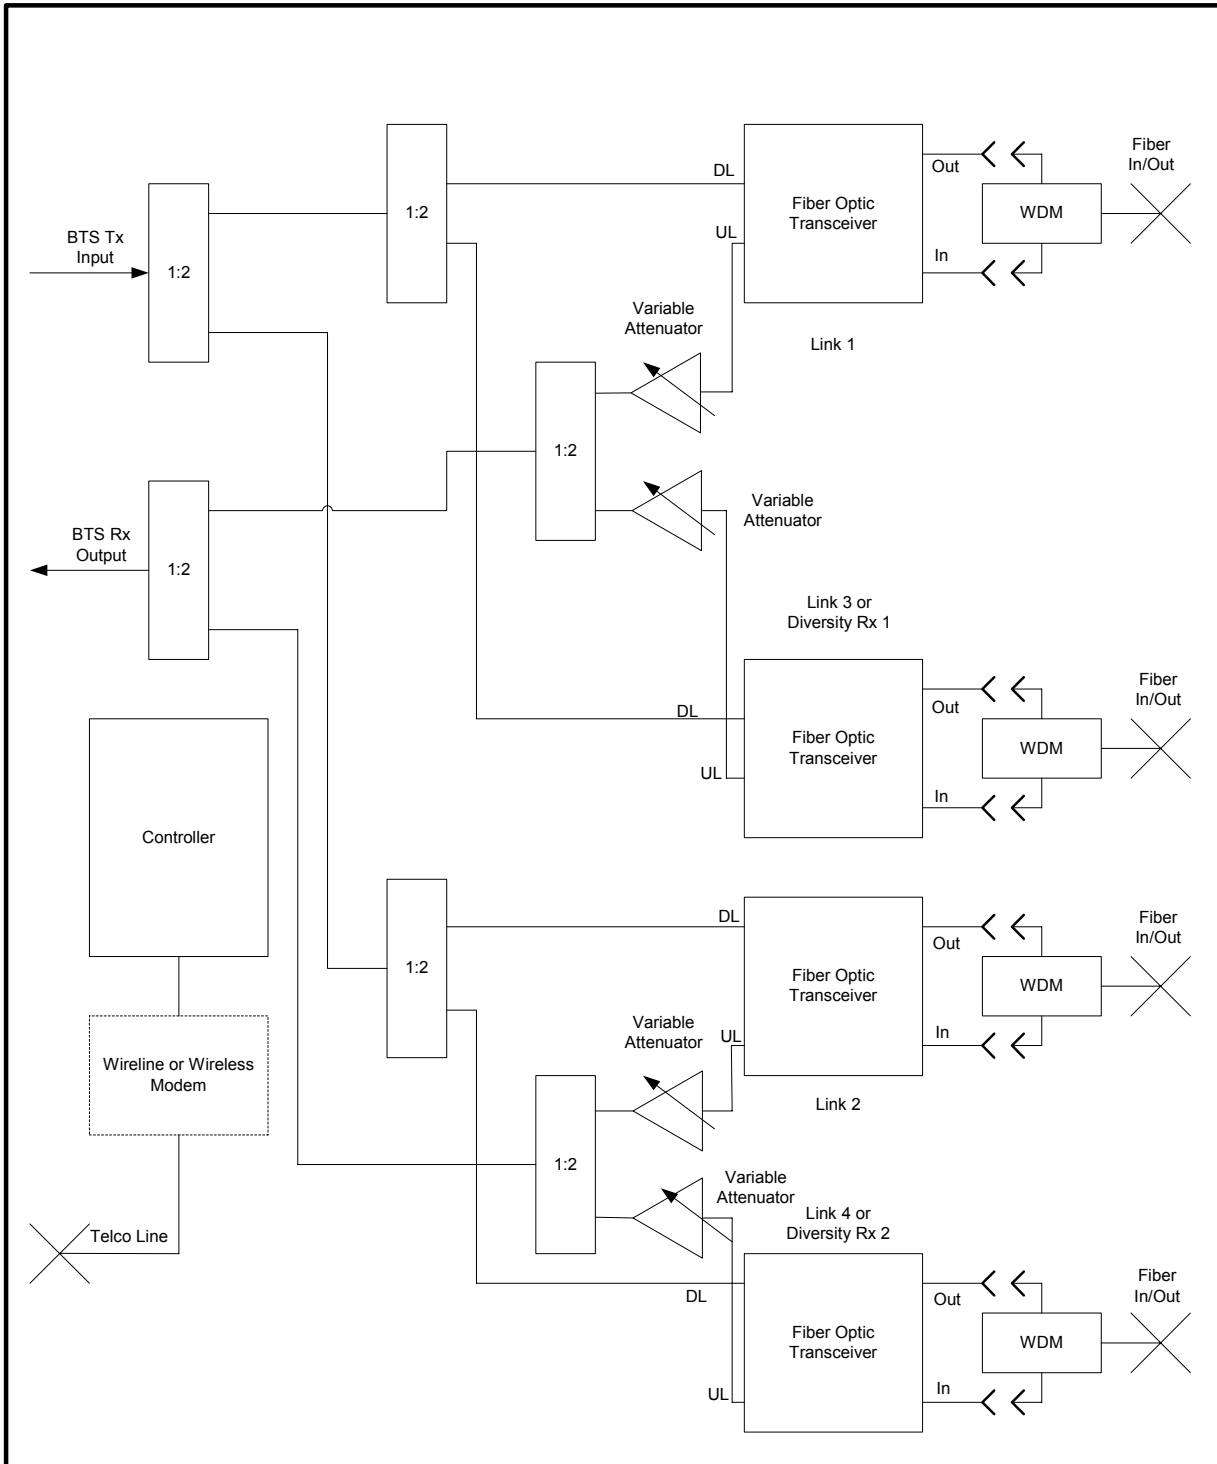 Fiber
In/Out
Out
DL
Fiber Optic
Transceiver
WDM
1:2
UL
BTS Tx
Input
In
1:2
Variable
Attenuator
Link 1
1:2
Variable
Attenuator
BTS Rx
Output
1:2
Link 3 or
Diversity Rx 1
Fiber
In/Out
DL
Out
Fiber Optic
Transceiver
WDM
UL
In
Controller
DL
Fiber
In/Out
Out
1:2
Fiber Optic
Transceiver
WDM
Variable
Attenuator
UL
In
Wireline or Wireless
Modem
Link 2
1:2
Variable
Attenuator
Link 4 or
Diversity Rx 2
Telco Line
Fiber
In/Out
DL
Out
Fiber Optic
Transceiver
WDM
UL
In